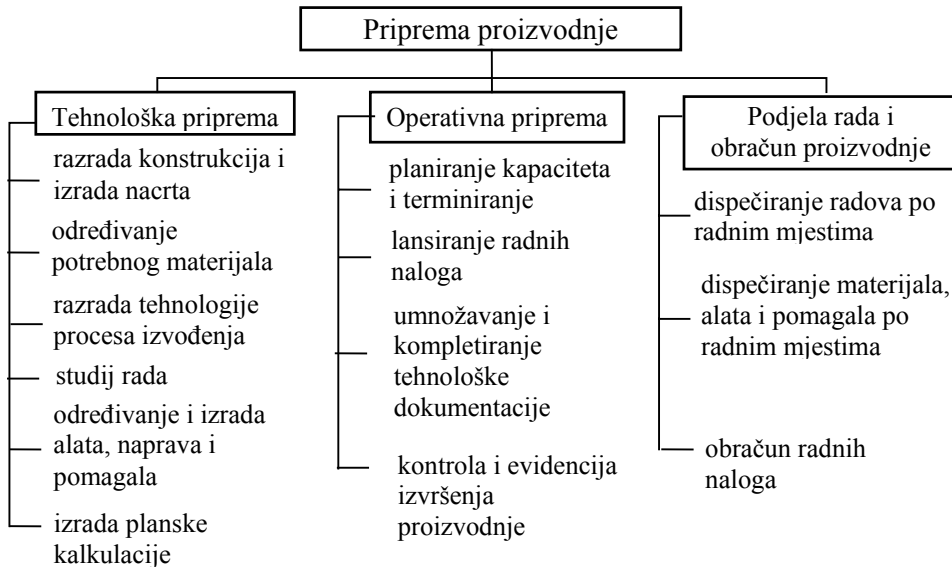 Priprema proizvodnje
Tehnološka priprema
razrada konstrukcija i
izrada nacrta
određivanje
potrebnog materijala
razrada tehnologije
procesa izvođenja
studij rada
određivanje i izrada
alata, naprava i
pomagala
izrada planske
kalkulacije
Operativna priprema
planiranje kapaciteta
i terminiranje
lansiranje radnih
naloga
umnožavanje i
kompletiranje
tehnološke
dokumentacije
kontrola i evidencija
izvršenja
proizvodnje
Podjela rada i
obračun proizvodnje
dispečiranje radova po
radnim mjestima
dispečiranje materijala,
alata i pomagala po
radnim mjestima
obračun radnih
naloga